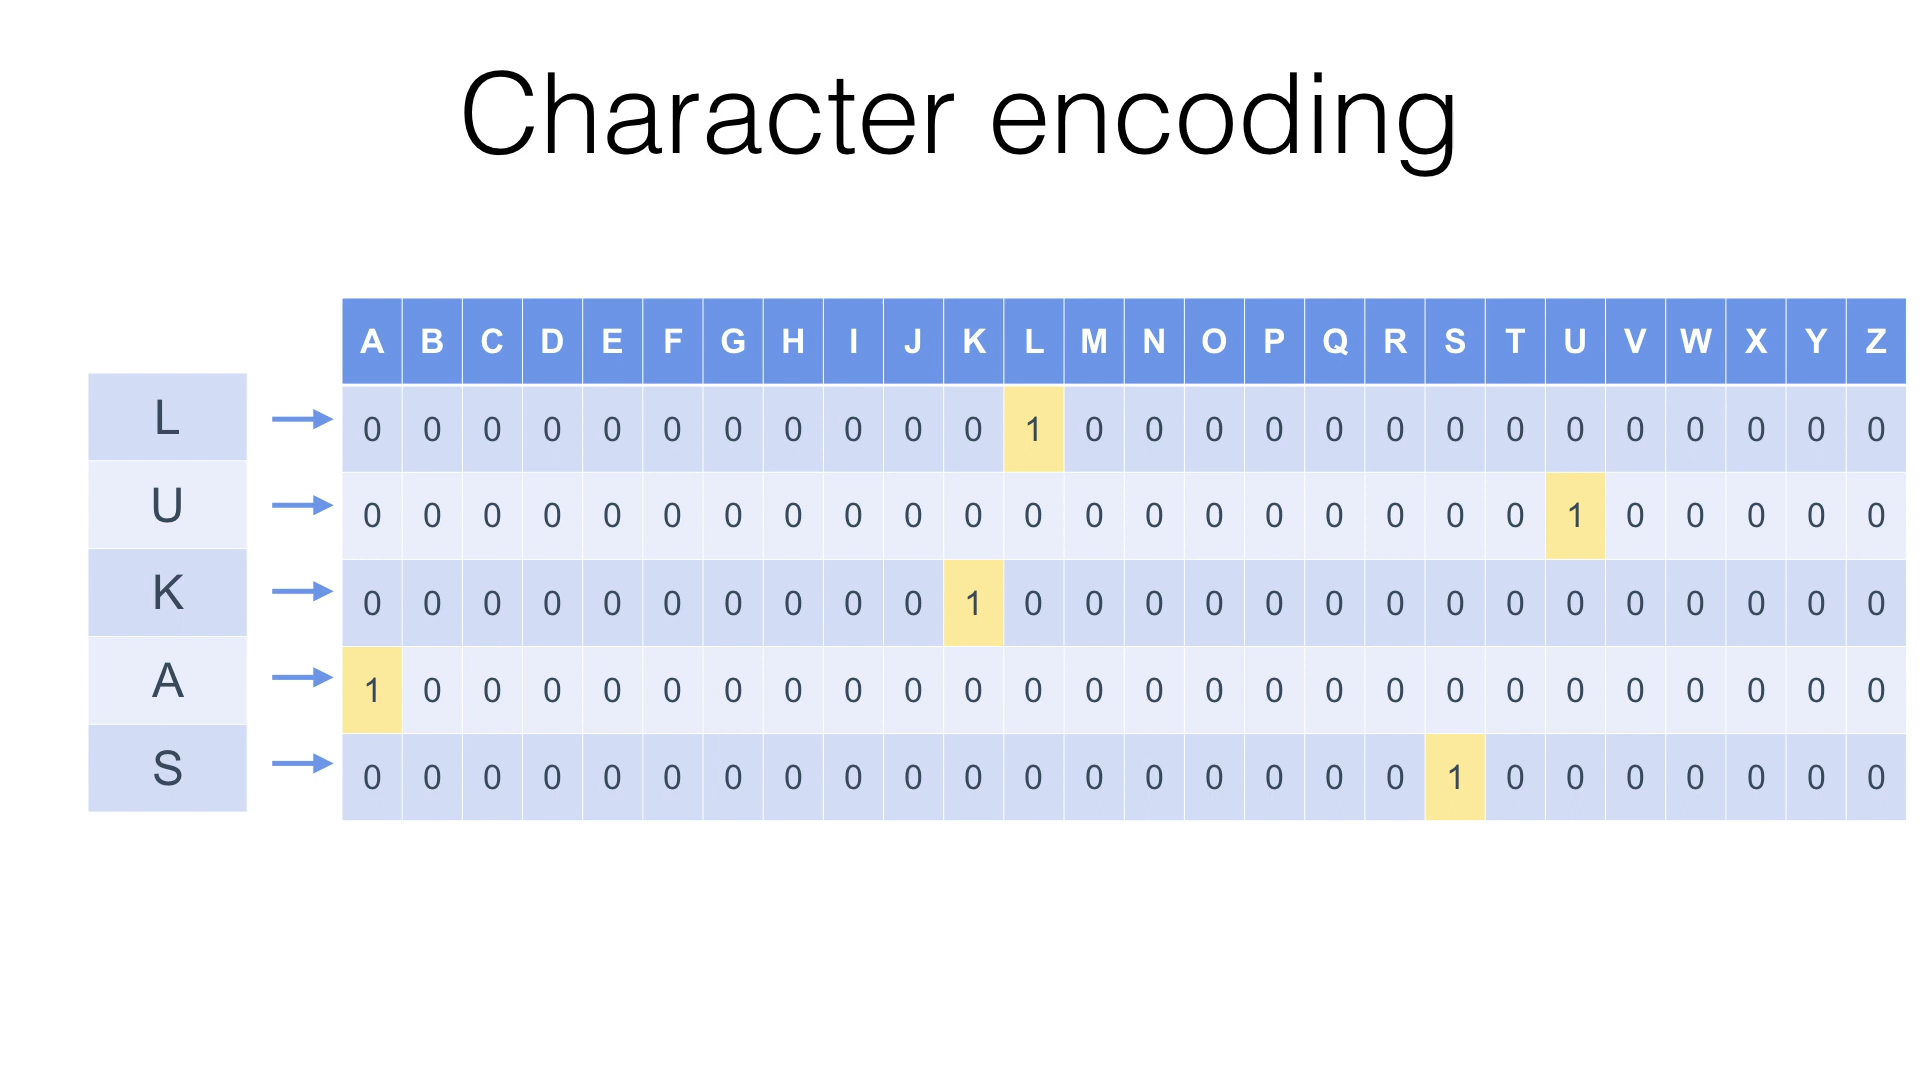 Character encoding
A B C D E F G H I J K L M N O P Q R S T U V W X Y Z
L 0 0 0 0 0 0 0 0 0 0 0 1 0 0 0 0 0 0 0 0 0 0 0 0 0 0
U 0 0 0 0 0 0 0 0 0 0 0 0 0 0 0 0 0 0 0 0 1 0 0 0 0 0
K 0 0 0 0 0 0 0 0 0 0 1 0 0 0 0 0 0 0 0 0 0 0 0 0 0 0
A 1 0 0 0 0 0 0 0 0 0 0 0 0 0 0 0 0 0 0 0 0 0 0 0 0 0
S 0 0 0 0 0 0 0 0 0 0 0 0 0 0 0 0 0 0 1 0 0 0 0 0 0 0